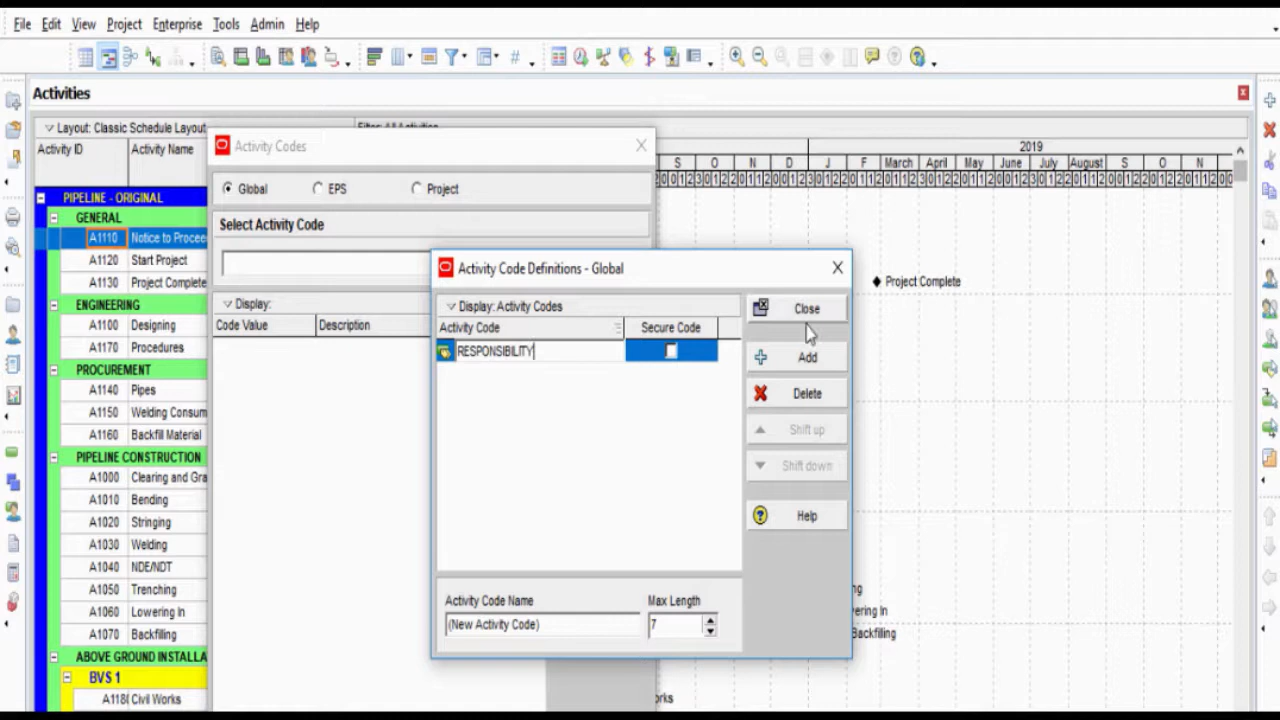 File Edit View Project Enterprise Tools Admin Help
Activities
Layout: Classic Schedule Layout
Filter: All Activities
Activity ID Activity Name
2019
S O N D J F March April May June July August S O N
PIPELINE - ORIGINAL
GENERAL
A1110 Notice to Procee
A1120 Start Project
A1130 Project Complete
ENGINEERING
A1100 Designing
A1170 Procedures
PROCUREMENT
A1140 Pipes
A1150 Welding Consum
A1160 Backfill Material
PIPELINE CONSTRUCTION
A1000 Clearing and Gra
A1010 Bending
A1020 Stringing
A1030 Welding
A1040 NDE/NDT
A1050 Trenching
A1060 Lowering In
A1070 Backfilling
ABOVE GROUND INSTALLA
BVS 1
A118 Civil Works
Activity Codes
Global EPS Project
Select Activity Code
Display:
Code Value Description
Activity Code Definitions - Global
Display: Activity Codes
Activity Code Secure Code
RESPONSIBILITY
Close
Add
Delete
Shift up
Shift down
Help
Activity Code Name Max Length
(New Activity Code) 7
Project Complete
ng
ering In
Backfilling
rks